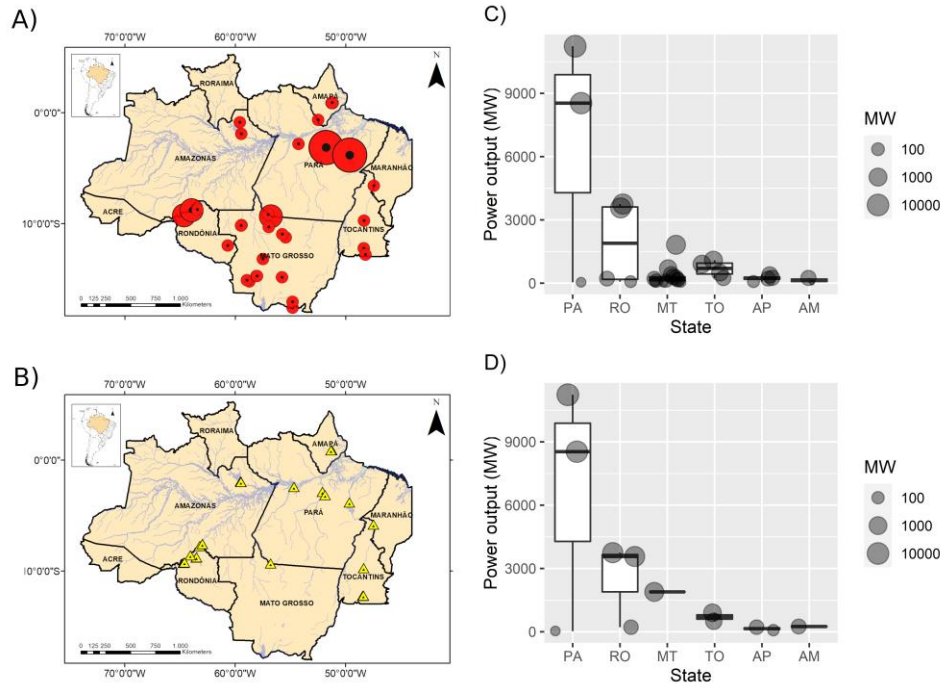 A)
70°0'0"W 60°0'0"W 50°0'0"W
N
RORAIMA
AMAPÁ
0°0'0"
AMAZONAS
PARÁ
MARANHÃO
ACRE
10°0'0"S
RONDÔNIA
TOCANTINS
MATO GROSSO
0 125 250 500 750 1.000
Kilometers
B)
70°0'0"W 60°0'0"W 50°0'0"W
N
RORAIMA
AMAPÁ
0°0'0"
AMAZONAS
PARÁ
MARANHÃO
ACRE
10°0'0"S
RONDÔNIA
TOCANTINS
MATO GROSSO
0 125 250 500 750 1.000
Kilometers
C)
Power output (MW)
9000
6000
3000
0
PA RO MT TO AP AM
State
MW
100
1000
10000
D)
Power output (MW)
9000
6000
3000
0
PA RO MT TO AP AM
State
MW
100
1000
10000